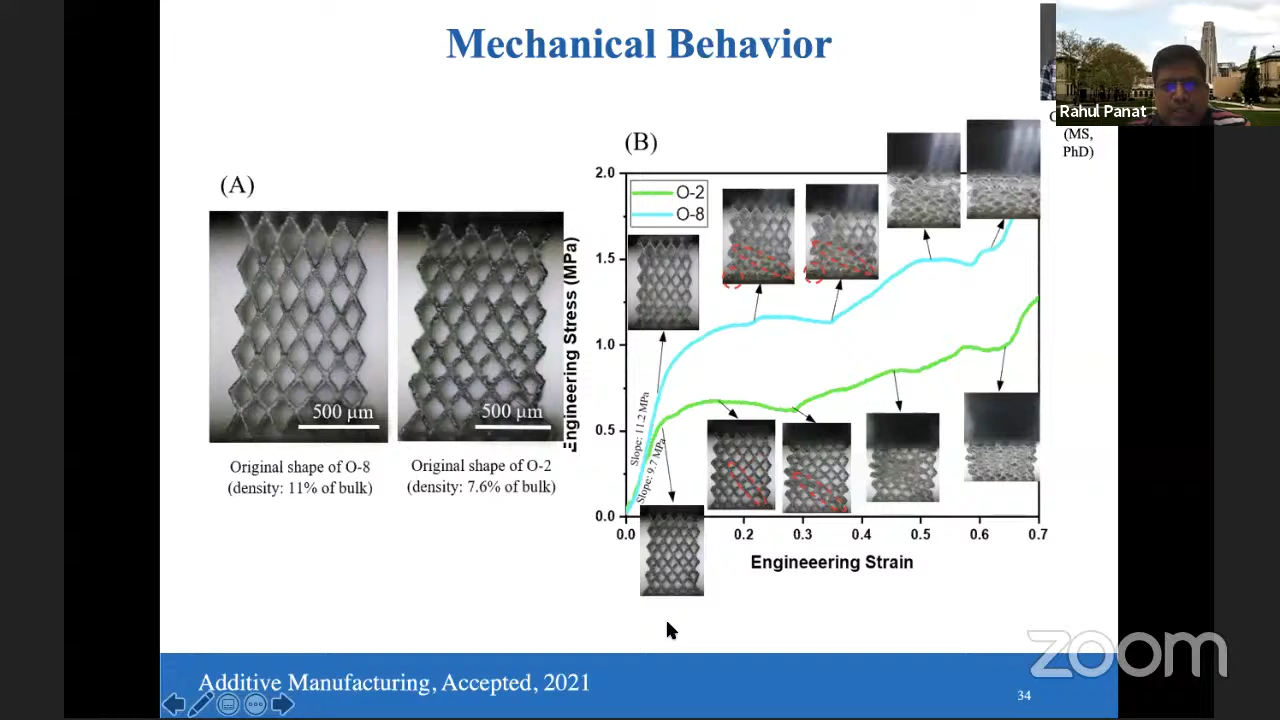 Mechanical Behavior
Rahul Panat
(MS,
PhD)
(A)
500 μm
500 μm
Original shape of O-8
(density: 11% of bulk)
Original shape of O-2
(density: 7.6% of bulk)
(B)
O-2
O-8
Engineering Stress (MPa)
2.0
1.5
1.0
0.5
0.0
Slope: 11.2 MPa
Slope: 9.7 MPa
0.0
0.2
0.3
0.4
0.5
0.6
0.7
Engineeering Strain
zoom
Additive Manufacturing, Accepted, 2021
34